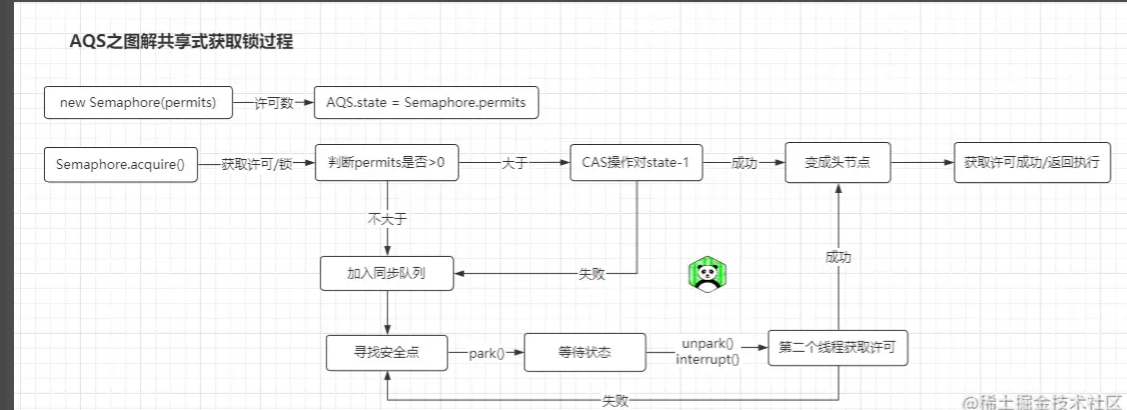 AQS之图解共享式获取锁过程
new Semaphore(permits)
许可数
AQS.state = Semaphore.permits
Semaphore.acquire()
获取许可/锁
判断permits是否>0
大于
CAS操作对state-1
成功
变成头节点
获取许可成功/返回执行
不大于
加入同步队列
失败
成功
寻找安全点
park()
等待状态
unpark()
interrupt()
第二个线程获取许可
失败
@稀土掘金技术社区